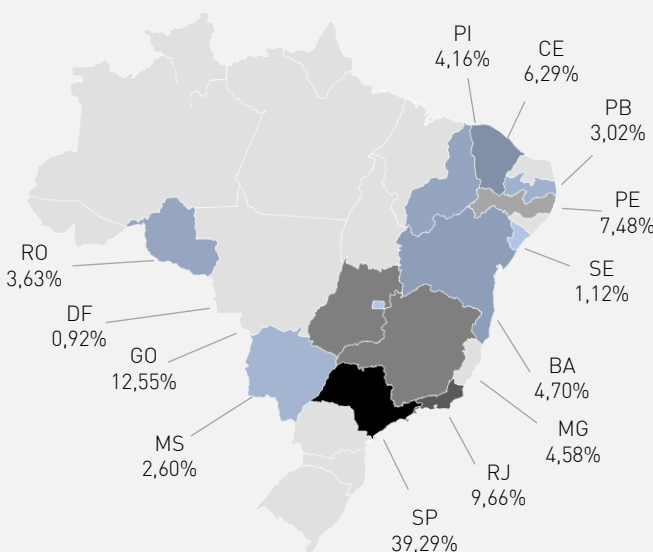 PI
4,16%
CE
6,29%
PB
3,02%
PE
7,48%
SE
1,12%
RO
3,63%
DF
0,92%
GO
12,55%
MS
2,60%
BA
4,70%
MG
4,58%
RJ
9,66%
SP
39,29%